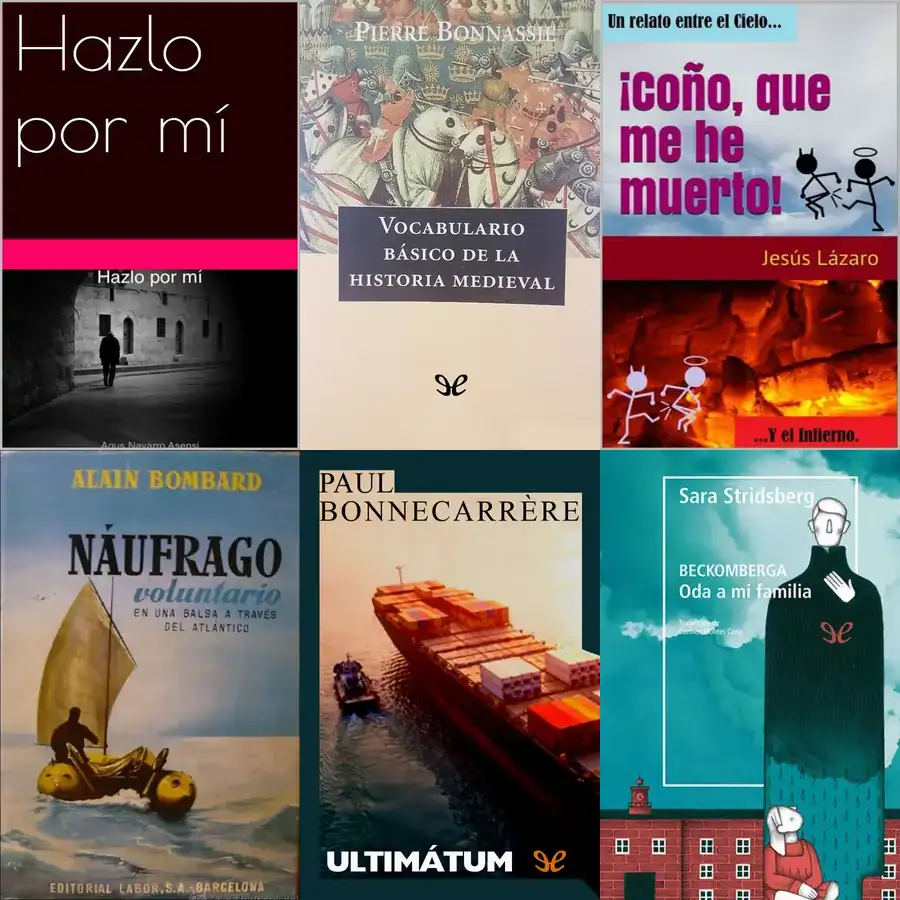 Hazlo
por mí
Hazlo por mí
Agus Navarro Asensi
PIERRE BONNASSIE
VOCABULARIO
BÁSICO DE LA
HISTORIA MEDIEVAL
Un relato entre el Cielo...
¡Coño, que
me he
muerto!
Jesús Lázaro
...Y el Infierno.
ALAIN BOMBARD
NÁUFRAGO
voluntario
EN UNA BALSA A TRAVÉS
DEL ATLÁNTICO
EDITORIAL LABOR, S.A.-BARCELONA
PAUL
BONNECARRÈRE
ULTIMÁTUM
Sara Stridsberg
BECKOMBERGA
Oda a mi familia